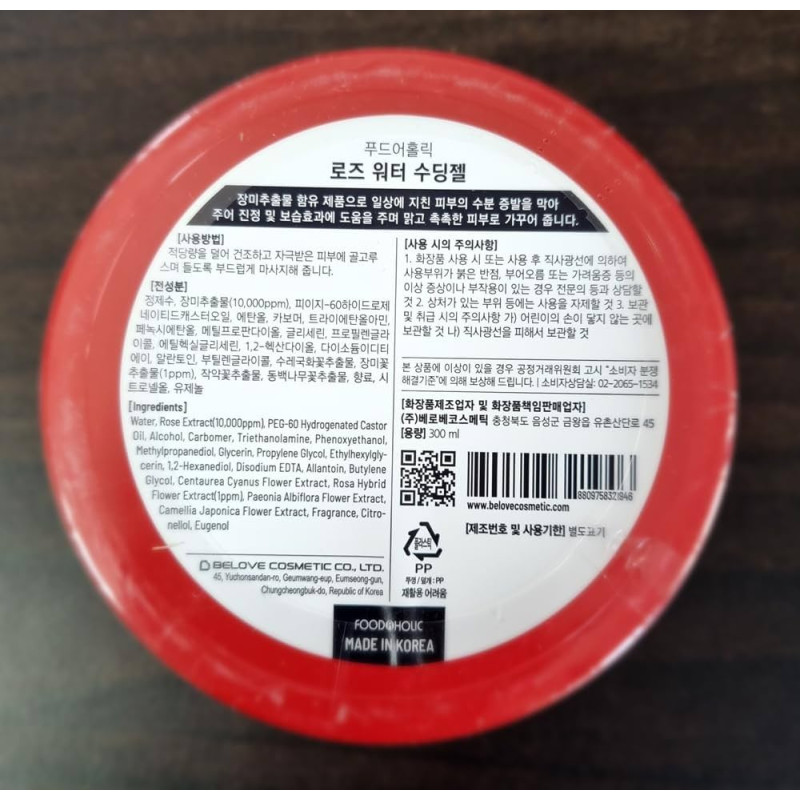 푸드어홀릭
로즈 워터 수딩젤
장미추출물 함유 제품으로 일상에 지친 피부의 수분 증발을 막아
주어 진정 및 보습효과에 도움을 주며 맑고 촉촉한 피부로 가꾸어 줍니다.
[사용방법]
적당량을 덜어 건조하고 자극받은 피부에 골고루
스며 들도록 부드럽게 마사지해 줍니다.
[전성분]
정제수, 장미추출물(10,000ppm), 피이지-60하이드로제
네이티드캐스터오일, 에탄올, 카보머, 트라이에탄올아민,
페녹시에탄올, 메틸프로판다이올, 글리세린, 프로필렌글라
이콜, 에틸헥실글리세린, 1,2-헥산다이올, 다이소듐이디티
에이, 알란토인, 부틸렌글라이콜, 수레국화꽃추출물, 장미꽃
추출물(1ppm), 작약꽃추출물, 동백나무꽃추출물, 향료, 시
트로넬올, 유제놀
[Ingredients]
Water, Rose Extract(10,000ppm), PEG-60 Hydrogenated Castor
Oil, Alcohol, Carbomer, Triethanolamine, Phenoxyethanol,
Methylpropanediol, Glycerin, Propylene Glycol, Ethylhexylgly-
cerin, 1,2-Hexanediol, Disodium EDTA, Allantoin, Butylene
Glycol, Centaurea Cyanus Flower Extract, Rosa Hybrid
Flower Extract(1ppm), Paeonia Albiflora Flower Extract,
Camellia Japonica Flower Extract, Fragrance, Citro-
nellol, Eugenol
BELOVE COSMETIC CO., LTD.
45, Yuchonsandan-ro, Geumwang-eup, Eumseong-gun,
Chungcheongbuk-do, Republic of Korea
[사용 시의 주의사항]
1. 화장품 사용 시 또는 사용 후 직사광선에 의하여
사용부위가 붉은 반점, 부어오름 또는 가려움증 등의
이상 증상이나 부작용이 있는 경우 전문의 등과 상담할
것 2. 상처가 있는 부위 등에는 사용을 자제할 것 3. 보관
및 취급 시의 주의사항 가) 어린이의 손이 닿지 않는 곳에
보관할 것 나) 직사광선을 피해서 보관할 것
본 상품에 이상이 있을 경우 공정거래위원회 고시 "소비자 분쟁
해결기준"에 의해 보상해 드립니다. | 소비자상담실: 02-2065-1534
[화장품제조업자 및 화장품책임판매업자]
(주)베로베코스메틱 충청북도 음성군 금왕읍 유촌산단로 45
[용량] 300 ml
8809758321946
www.belovecosmetic.com
[제조번호 및 사용기한] 별도표기
플라스틱
PP
뚜껑 / 덮개 : PP
재활용 어려움
FOODAHOLIC
MADE IN KOREA